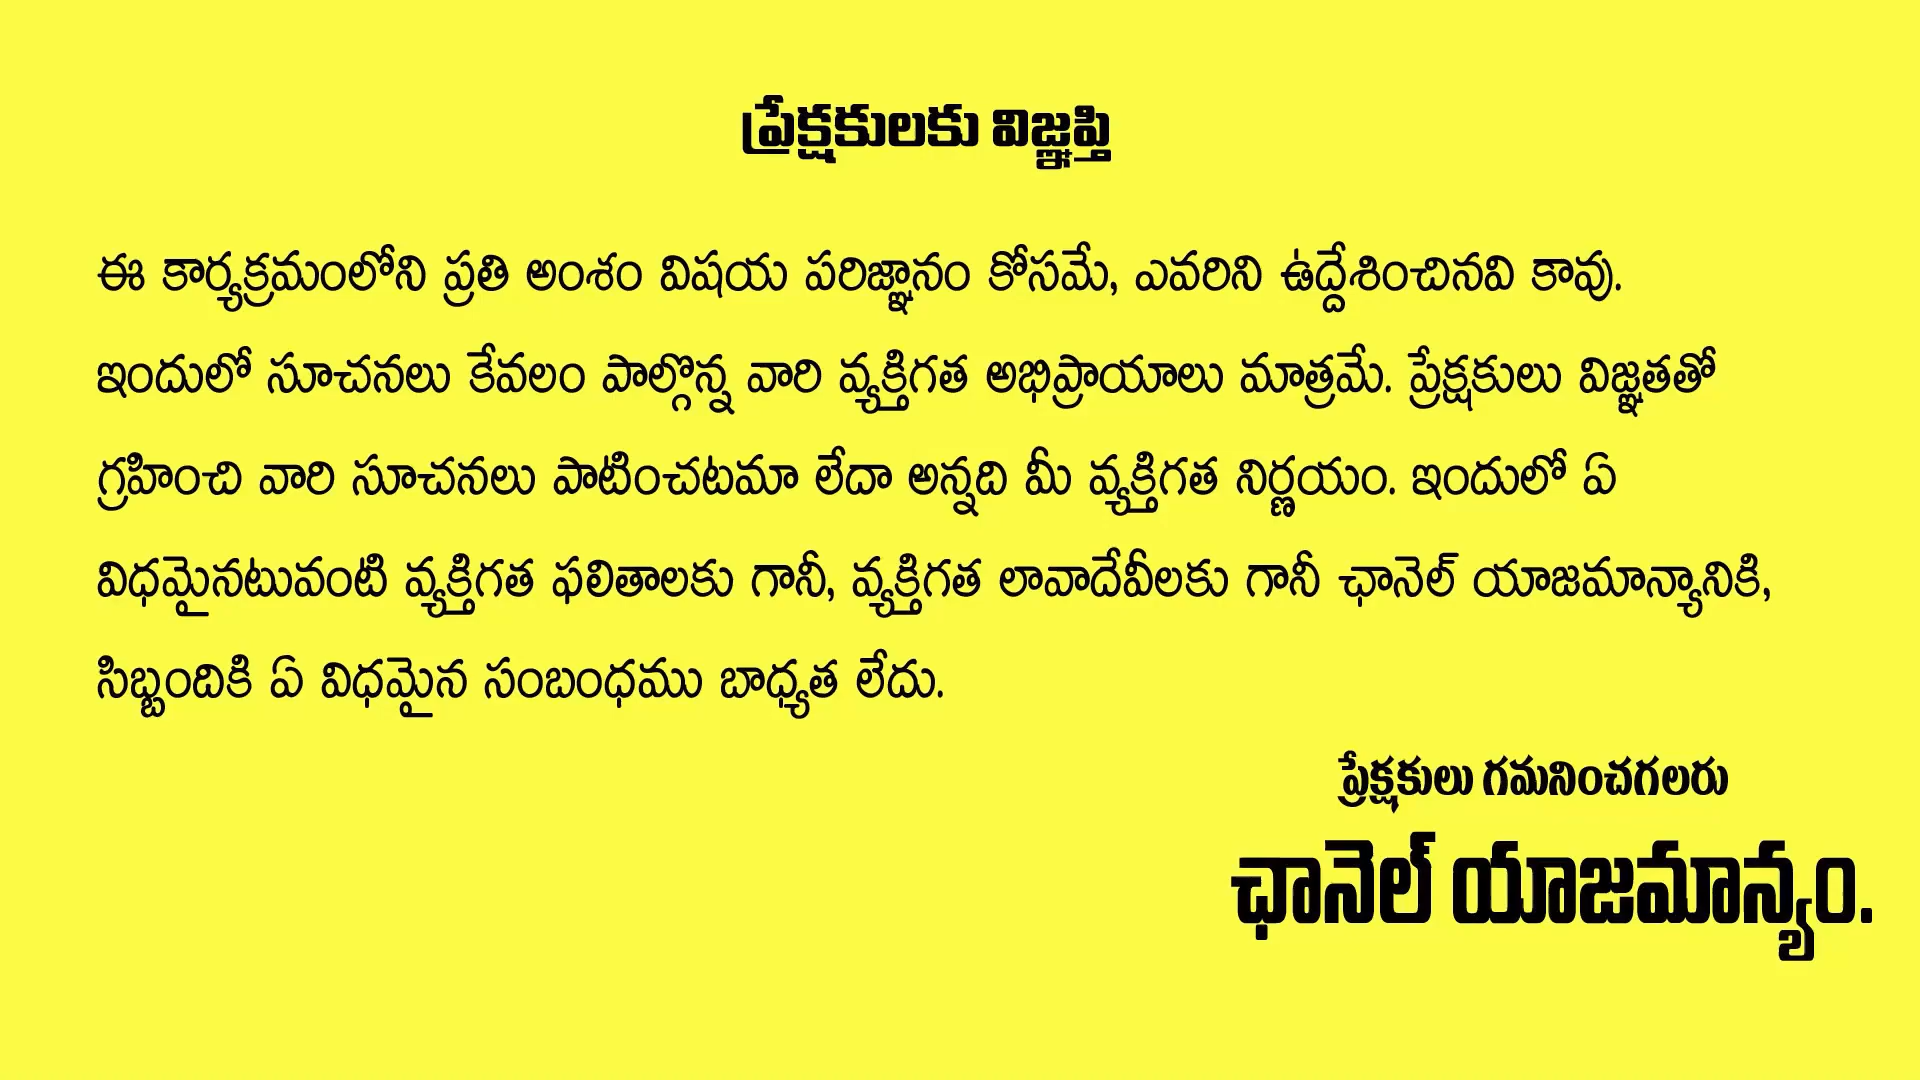 ప్రేక్షకులకు విజ్ఞప్తి
ఈ కార్యక్రమంలోని ప్రతి అంశం విషయ పరిజ్ఞానం కోసమే, ఎవరిని ఉద్దేశించినవి కావు.
ఇందులో సూచనలు కేవలం పాల్గొన్న వారి వ్యక్తిగత అభిప్రాయాలు మాత్రమే. ప్రేక్షకులు విజ్ఞతతో
గ్రహించి వారి సూచనలు పాటించటమా లేదా అన్నది మీ వ్యక్తిగత నిర్ణయం. ఇందులో ఏ
విధమైనటువంటి వ్యక్తిగత ఫలితాలకు గానీ, వ్యక్తిగత లావాదేవీలకు గానీ ఛానెల్ యాజమాన్యానికి,
సిబ్బందికి ఏ విధమైన సంబంధము బాధ్యత లేదు.
ప్రేక్షకులు గమనించగలరు
ఛానెల్ యాజమాన్యం.